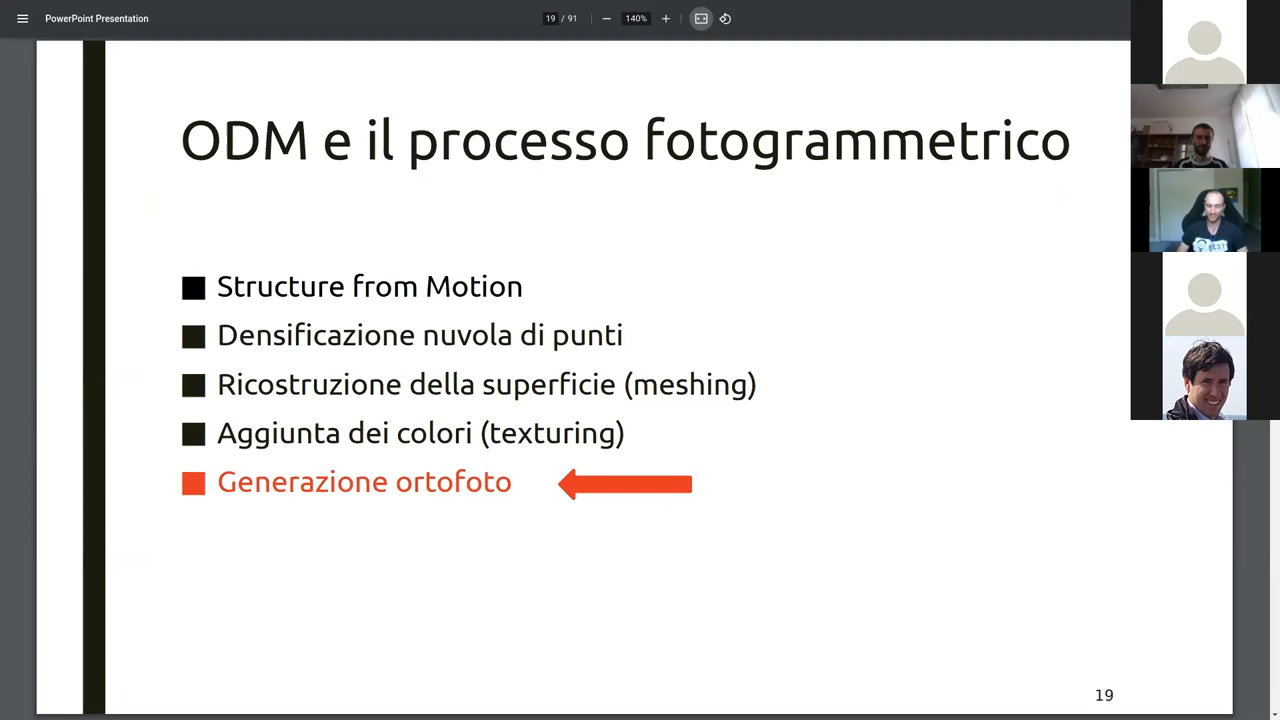 PowerPoint Presentation
19 / 91
140%
ODM e il processo fotogrammetrico
Structure from Motion
Densificazione nuvola di punti
Ricostruzione della superficie (meshing)
Aggiunta dei colori (texturing)
Generazione ortofoto
19